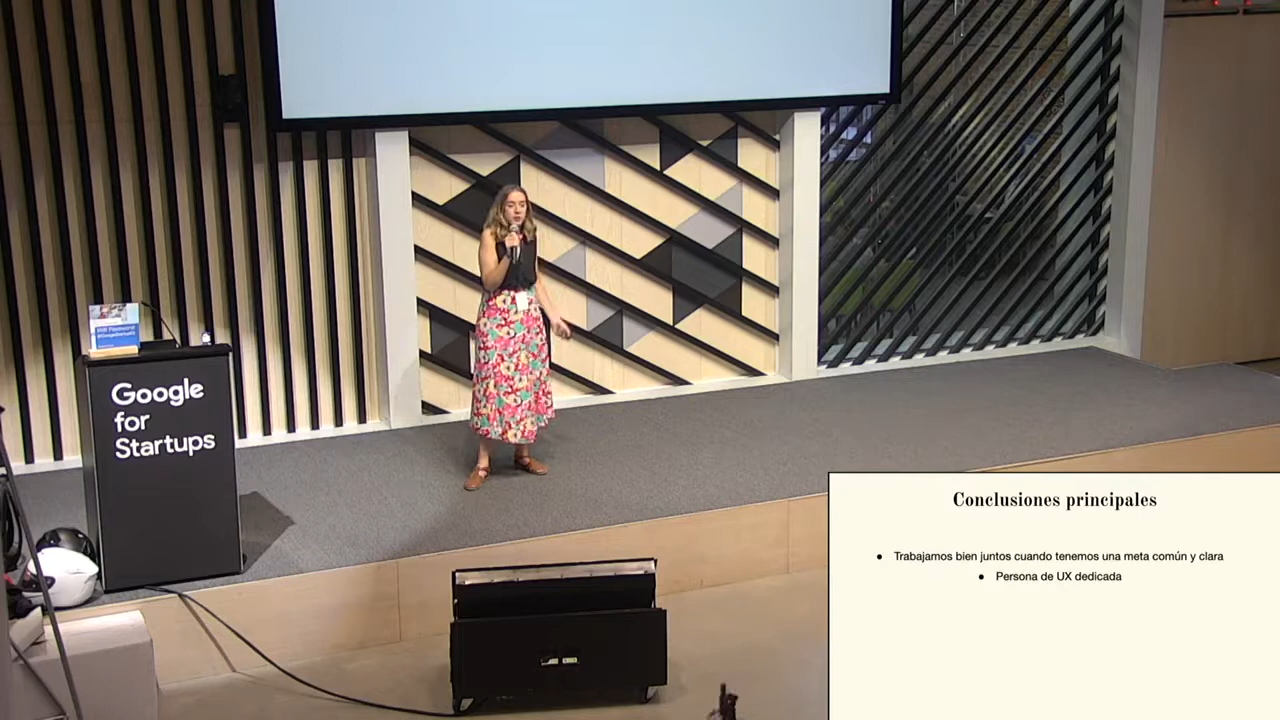 Google
for
Startups
Conclusiones principales
● Trabajamos bien juntos cuando tenemos una meta común y clara
● Persona de UX dedicada